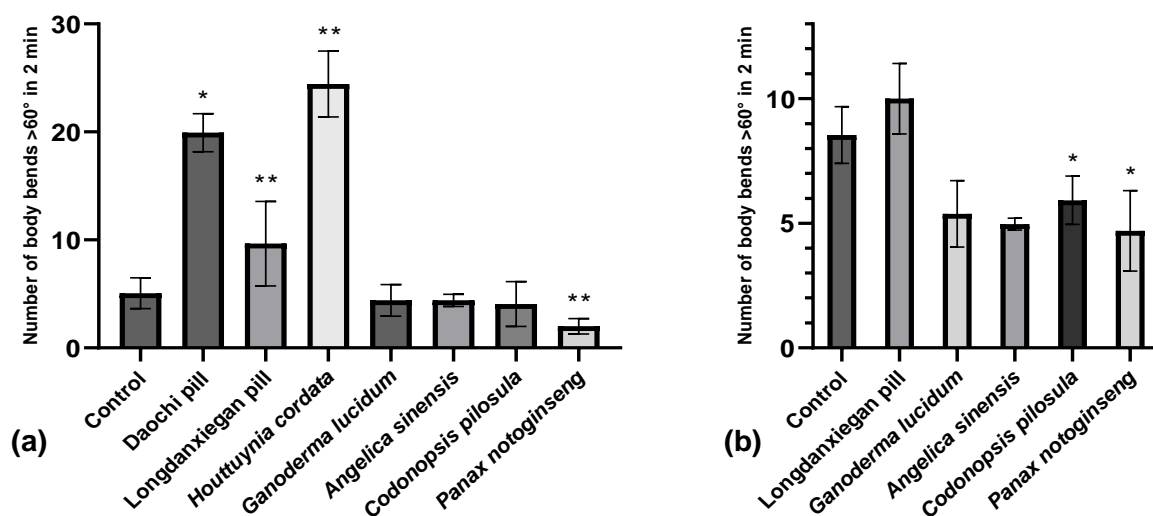 Number of body bends >60° in 2 min
30
20
10
0
*
**
**
**
Control
Daochi pill
Longdanxiegan pill
Houttuynia cordata
Ganoderma lucidum
Angelica sinensis
Codonopsis pilosula
Panax notoginseng
(a)
Number of body bends >60° in 2 min
10
5
0
*
*
Control
Longdanxiegan pill
Ganoderma lucidum
Angelica sinensis
Codonopsis pilosula
Panax notoginseng
(b)